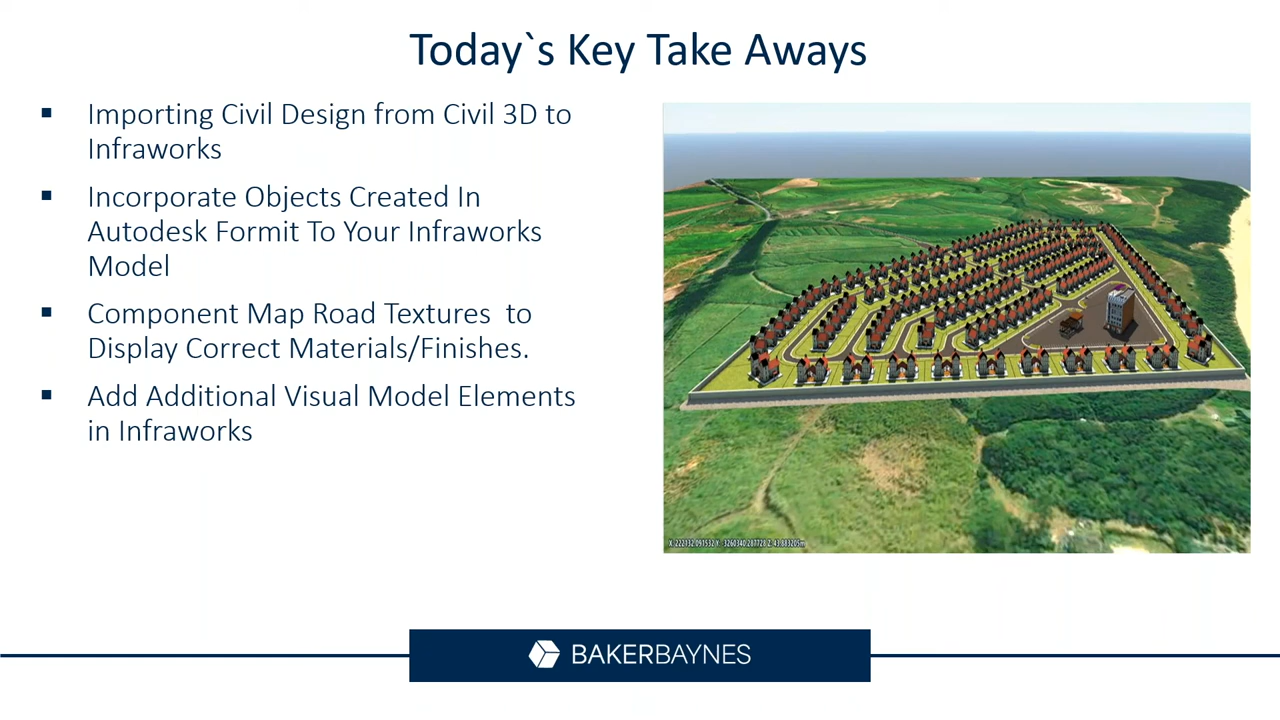 Today`s Key Take Aways
▪ Importing Civil Design from Civil 3D to
Infraworks
▪ Incorporate Objects Created In
Autodesk Formit To Your Infraworks
Model
▪ Component Map Road Textures  to
Display Correct Materials/Finishes.
▪ Add Additional Visual Model Elements
in Infraworks
BAKERBAYNES